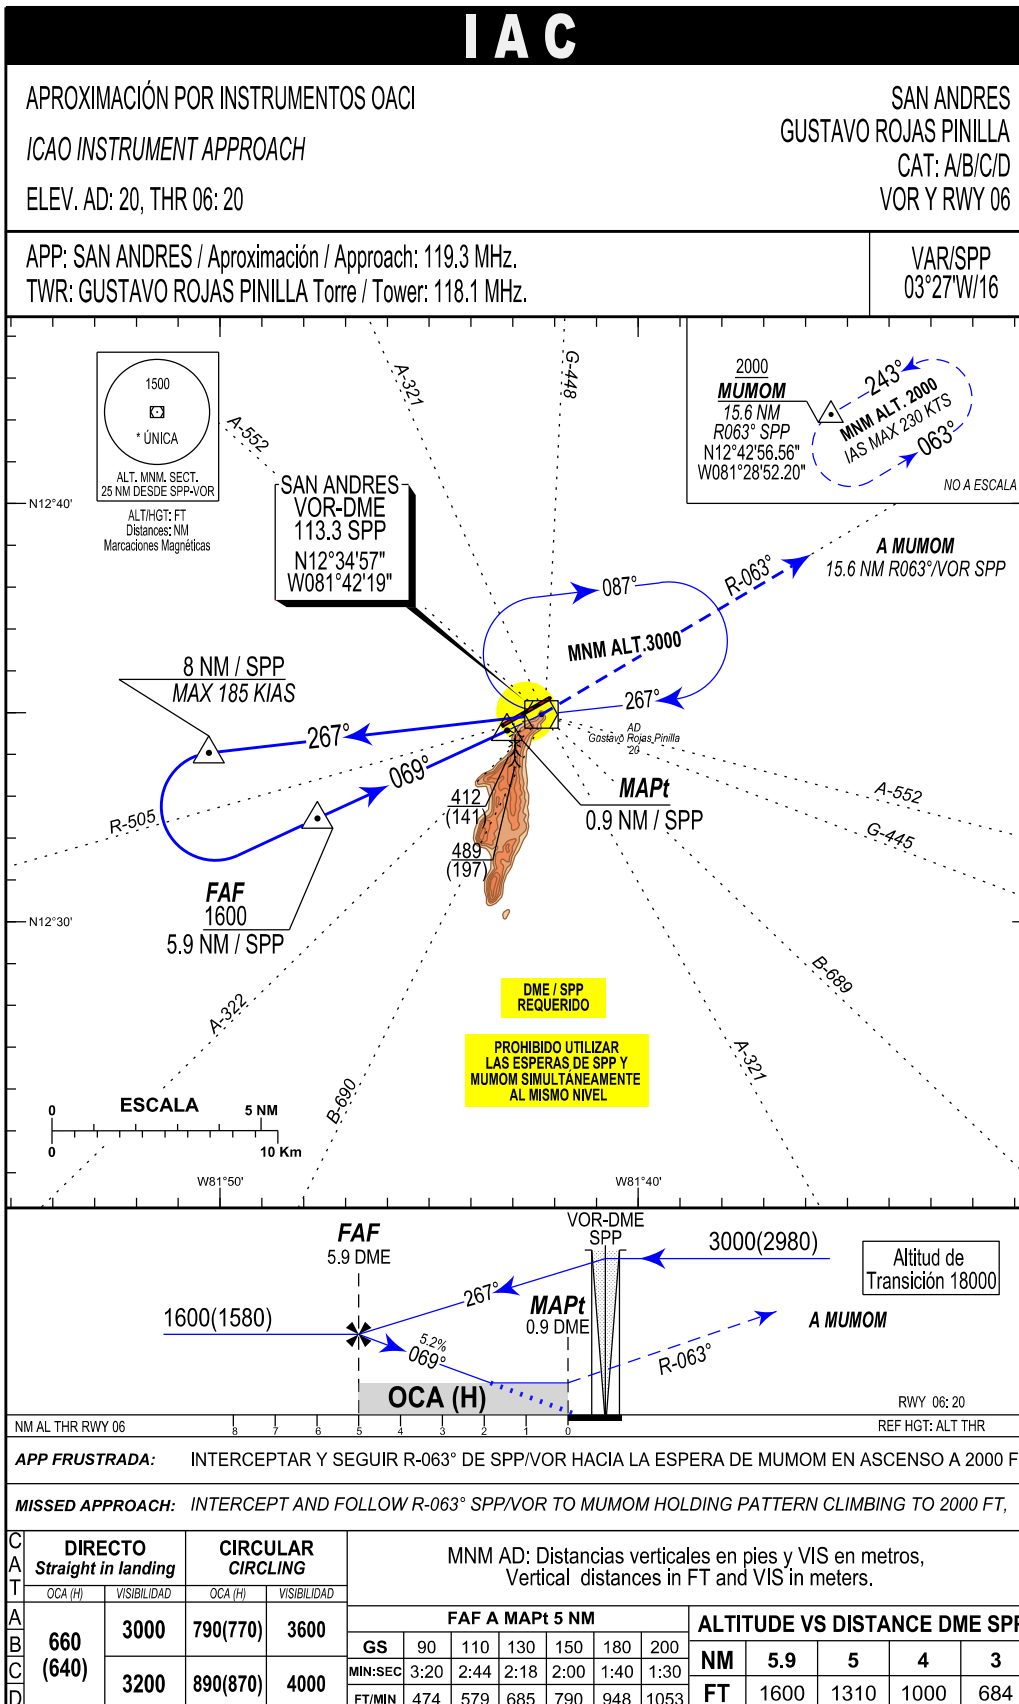 IAC
APROXIMACIÓN POR INSTRUMENTOS OACI
ICAO INSTRUMENT APPROACH
ELEV. AD: 20, THR 06: 20
SAN ANDRES
GUSTAVO ROJAS PINILLA
CAT: A/B/C/D
VOR Y RWY 06
APP: SAN ANDRES / Aproximación / Approach: 119.3 MHz.
TWR: GUSTAVO ROJAS PINILLA Torre / Tower: 118.1 MHz.
VAR/SPP
03°27'W/16
1500
* ÚNICA
ALT. MNM. SECT.
25 NM DESDE SPP-VOR
ALT/HGT: FT
Distances: NM
Marcaciones Magnéticas
A-552
A-321
G-448
2000
MUMOM
15.6 NM
R063° SPP
N12°42'56.56"
W081°28'52.20"
243°
MNM ALT. 2000
IAS MAX 230 KTS
063°
NO A ESCALA
N12°40'
SAN ANDRES
VOR-DME
113.3 SPP
N12°34'57"
W081°42'19"
A MUMOM
15.6 NM R063°/VOR SPP
087°
R-063°
MNM ALT.3000
8 NM / SPP
MAX 185 KIAS
267°
267°
AD
Gustavo Rojas Pinilla
20
069°
MAPt
0.9 NM / SPP
412
(141)
489
(197)
R-505
A-552
G-445
FAF
1600
5.9 NM / SPP
N12°30'
A-322
B-690
B-689
A-321
DME / SPP
REQUERIDO
PROHIBIDO UTILIZAR
LAS ESPERAS DE SPP Y
MUMOM SIMULTÁNEAMENTE
AL MISMO NIVEL
0 ESCALA 5 NM
0 10 Km
W81°50' W81°40'
FAF
5.9 DME
VOR-DME
SPP
3000(2980)
Altitud de
Transición 18000
267°
MAPt
0.9 DME
1600(1580)
A MUMOM
5.2%
069°
R-063°
OCA (H)
RWY 06: 20
NM AL THR RWY 06 8 7 6 5 4 3 2 1 0 REF HGT: ALT THR
APP FRUSTRADA: INTERCEPTAR Y SEGUIR R-063° DE SPP/VOR HACIA LA ESPERA DE MUMOM EN ASCENSO A 2000 F
MISSED APPROACH: INTERCEPT AND FOLLOW R-063° SPP/VOR TO MUMOM HOLDING PATTERN CLIMBING TO 2000 FT,
CAT
DIRECTO
Straight in landing
CIRCULAR
CIRCLING
OCA (H) VISIBILIDAD OCA (H) VISIBILIDAD
A
B
C
D
660
(640)
3000 790(770) 3600
3200 890(870) 4000
MNM AD: Distancias verticales en pies y VIS en metros,
Vertical distances in FT and VIS in meters.
FAF A MAPt 5 NM
GS 90 110 130 150 180 200
MIN:SEC 3:20 2:44 2:18 2:00 1:40 1:30
FT/MIN 474 579 685 790 948 1053
ALTITUDE VS DISTANCE DME SPP
NM 5.9 5 4 3
FT 1600 1310 1000 684